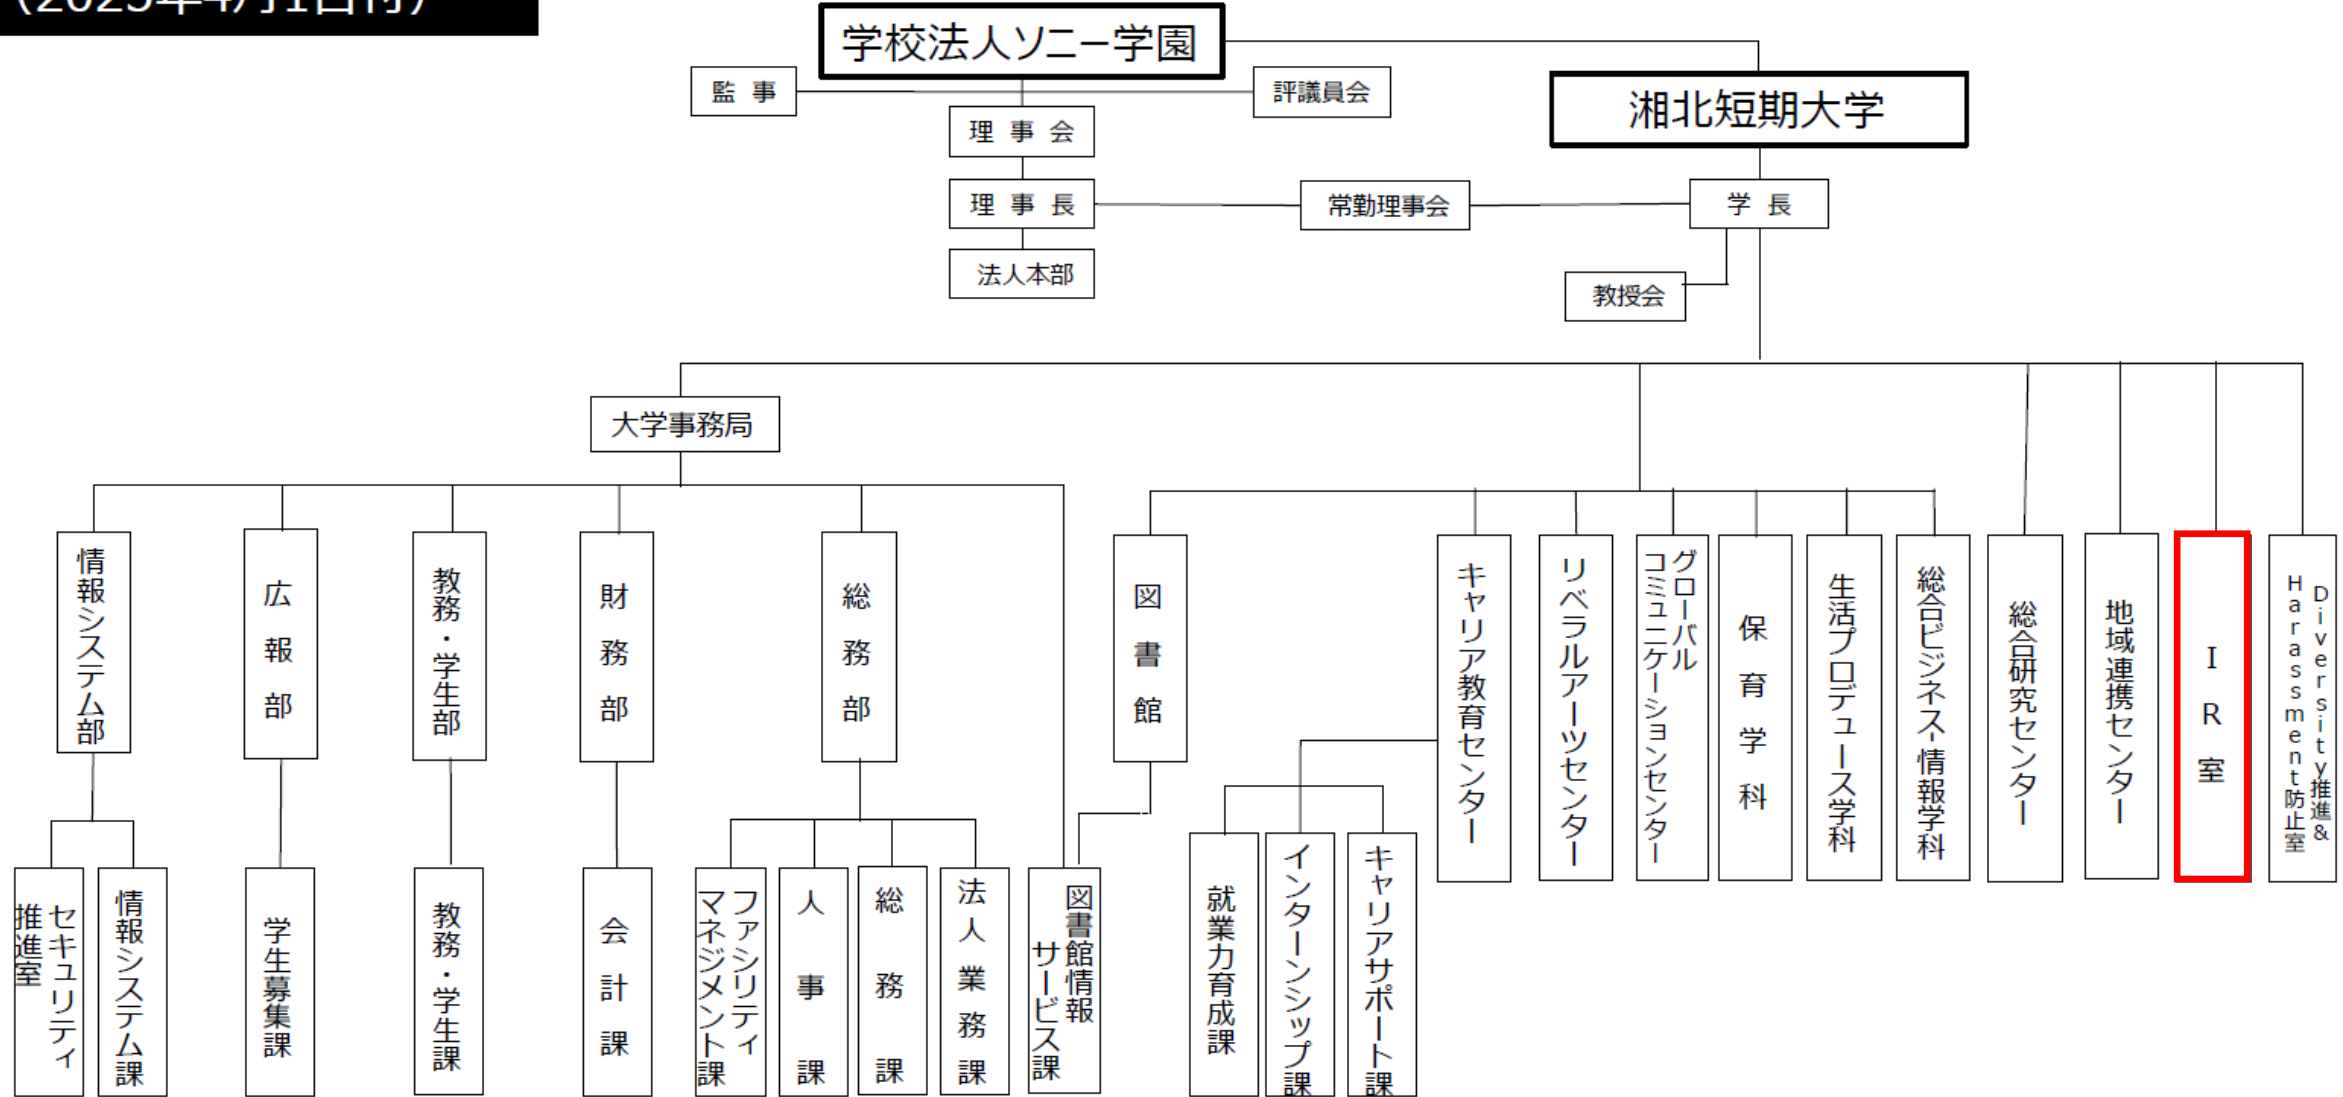 （2025年4月1日付）
学校法人ソニー学園
監 事
評議員会
湘北短期大学
理 事 会
理 事 長
常勤理事会
学 長
法人本部
教授会
大学事務局
情報システム部
広報部
教務・学生部
財務部
総務部
図書館
キャリア教育センター
リベラルアーツセンター
グローバル
コミュニケーションセンター
保育学科
生活プロデュース学科
総合ビジネス・情報学科
総合研究センター
地域連携センター
IR室
Diversity推進&
Harassment防止室
セキュリティ
推進室
情報システム課
学生募集課
教務・学生課
会計課
ファシリティ
マネジメント課
人事課
総務課
法人業務課
図書館情報
サービス課
就業力育成課
インターンシップ課
キャリアサポート課